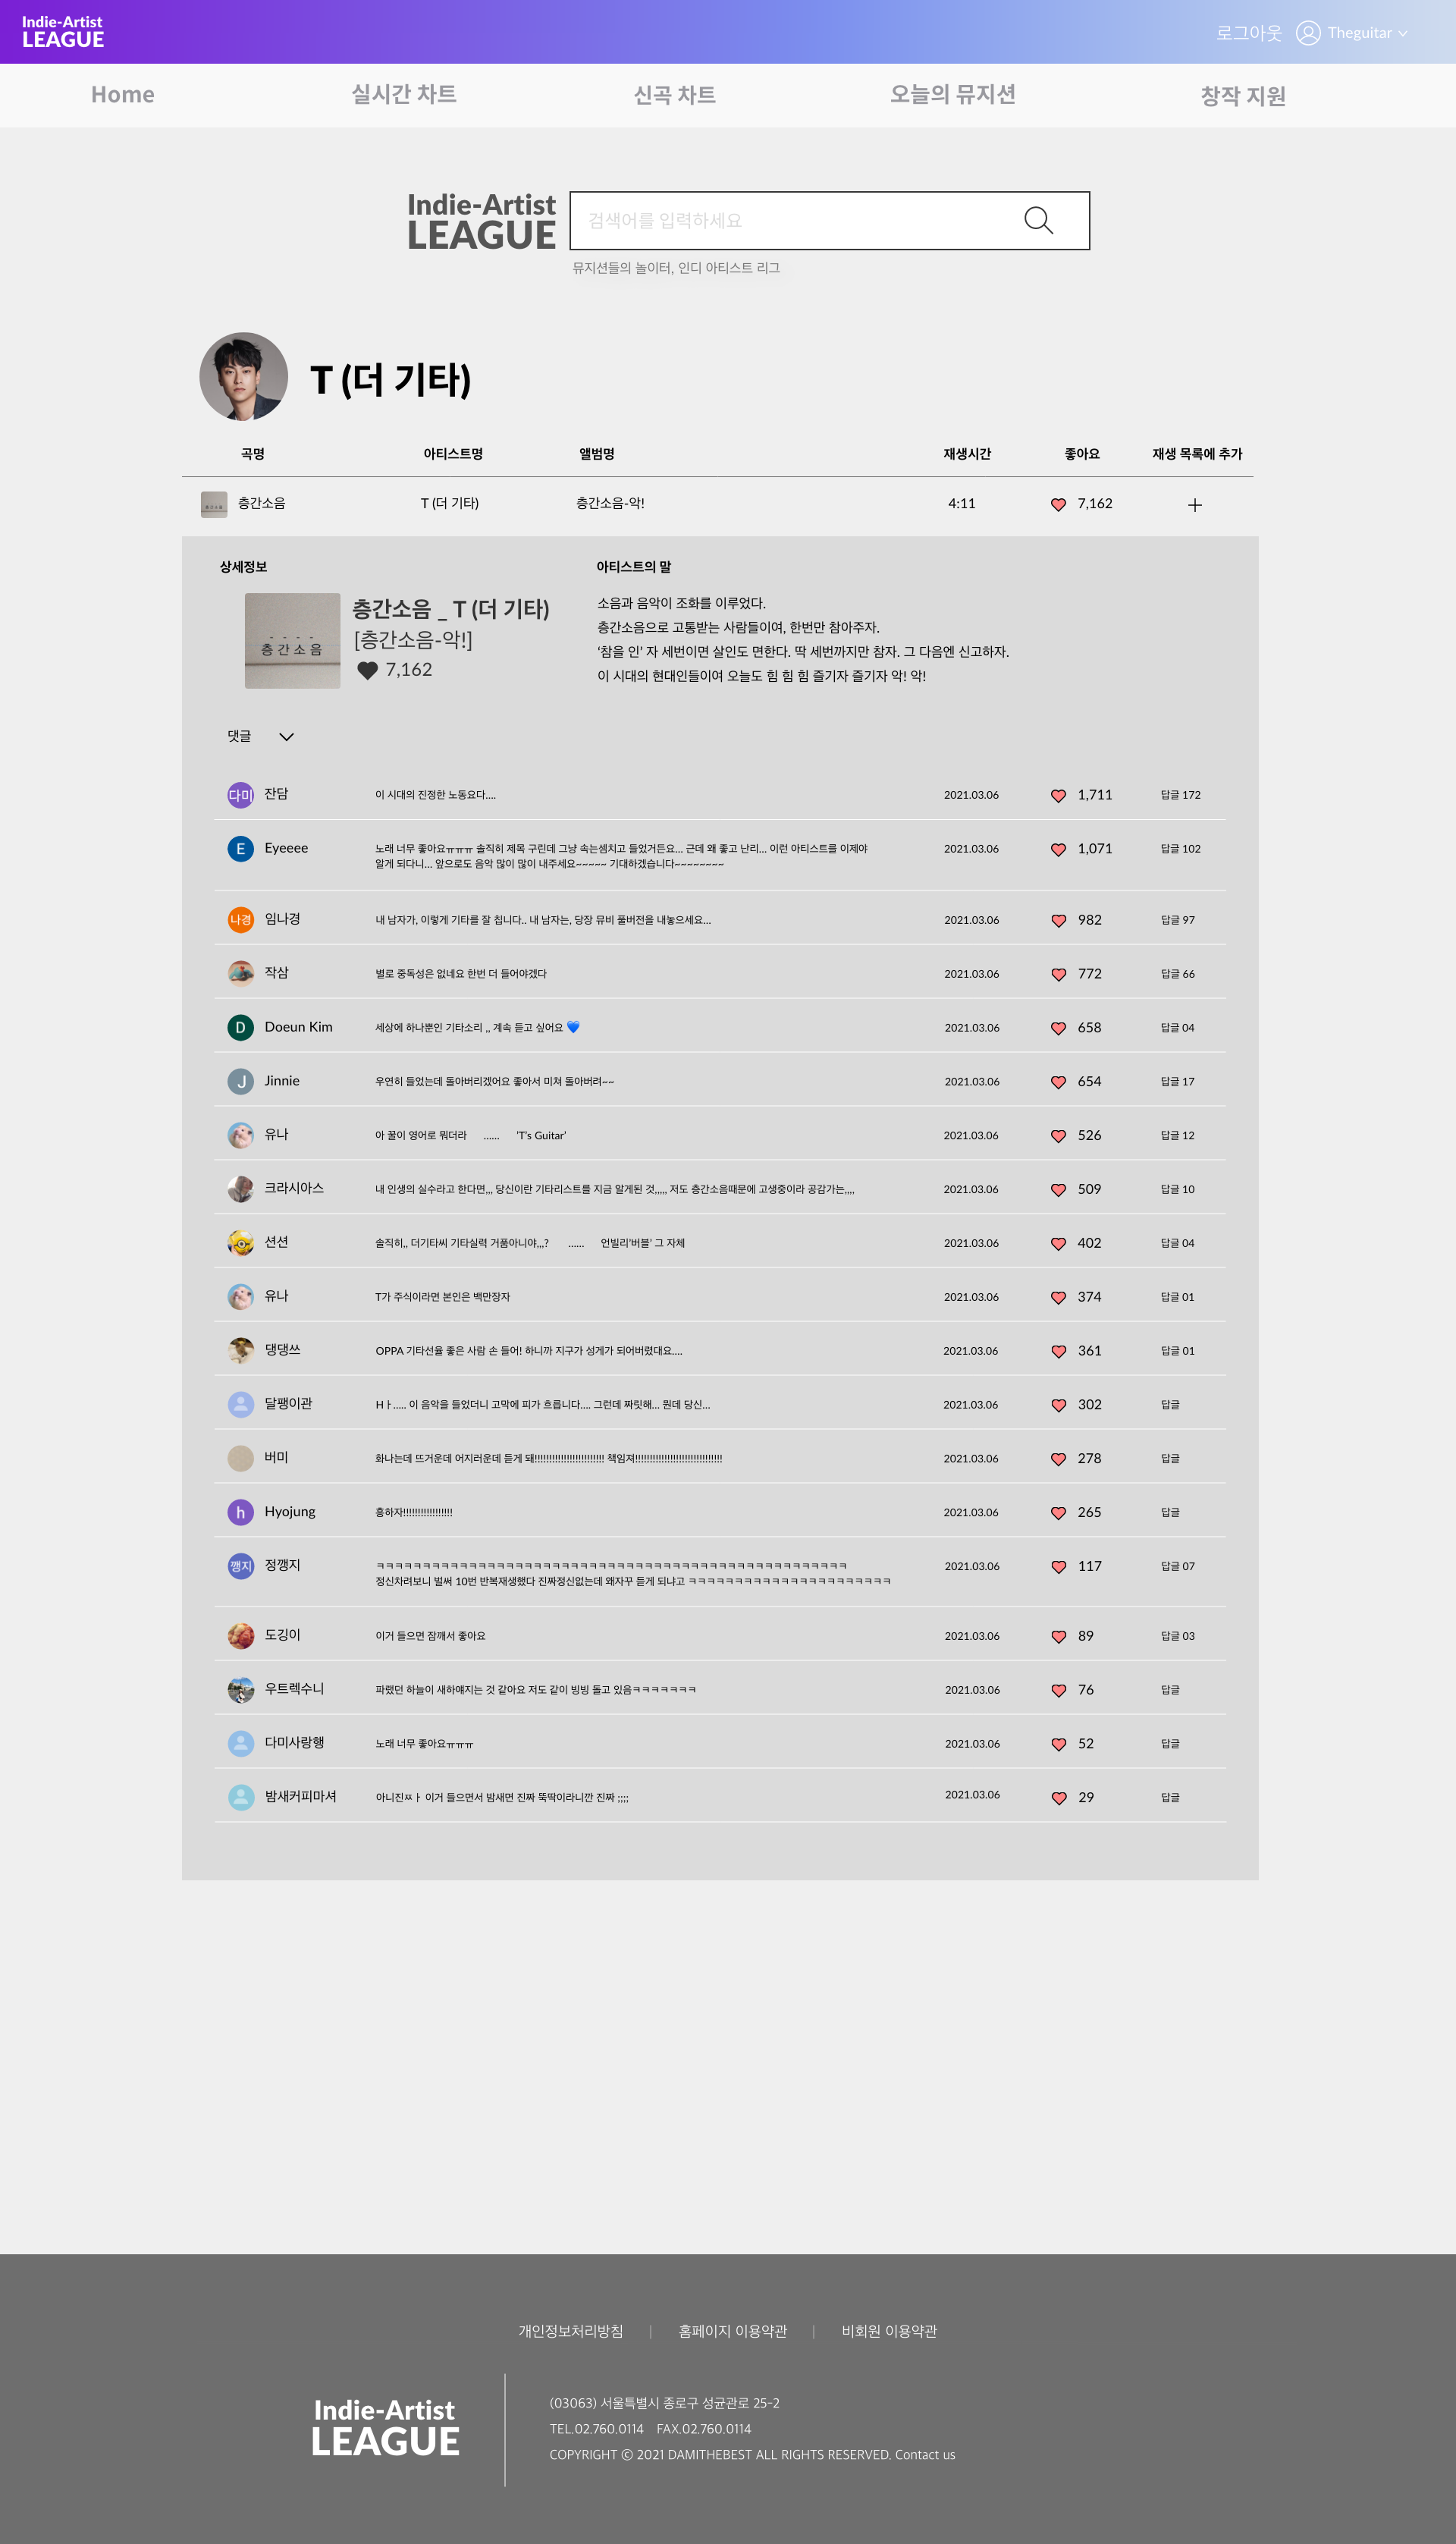 Indie-Artist
LEAGUE
로그아웃 Theguitar
Home 실시간 차트 신곡 차트 오늘의 뮤지션 창작 지원
Indie-Artist
LEAGUE
검색어를 입력하세요
뮤지션들의 놀이터, 인디 아티스트 리그
T (더 기타)
곡명 아티스트명 앨범명 재생시간 좋아요 재생 목록에 추가
층간소음 T (더 기타) 층간소음-악! 4:11 7,162
상세정보 아티스트의 말
층간소음
층간소음 _ T (더 기타)
[층간소음-악!]
7,162
소음과 음악이 조화를 이루었다.
층간소음으로 고통받는 사람들이여, 한번만 참아주자.
‘참을 인’ 자 세번이면 살인도 면한다. 딱 세번까지만 참자. 그 다음엔 신고하자.
이 시대의 현대인들이여 오늘도 힘 힘 힘 즐기자 즐기자 악! 악!
댓글
다미 잔담 이 시대의 진정한 노동요다.... 2021.03.06 1,711 답글 172
E Eyeeee 노래 너무 좋아요ㅠㅠㅠ 솔직히 제목 구린데 그냥 속는셈치고 들었거든요... 근데 왜 좋고 난리... 이런 아티스트를 이제야 2021.03.06 1,071 답글 102
알게 되다니... 앞으로도 음악 많이 많이 내주세요~~~~~ 기대하겠습니다~~~~~~~~
나경 임나경 내 남자가, 이렇게 기타를 잘 칩니다.. 내 남자는, 당장 뮤비 풀버전을 내놓으세요... 2021.03.06 982 답글 97
작삼 별로 중독성은 없네요 한번 더 들어야겠다 2021.03.06 772 답글 66
D Doeun Kim 세상에 하나뿐인 기타소리 ,, 계속 듣고 싶어요 💙 2021.03.06 658 답글 04
J Jinnie 우연히 들었는데 돌아버리겠어요 좋아서 미쳐 돌아버려~~ 2021.03.06 654 답글 17
유나 아 꿀이 영어로 뭐더라 ...... 'T's Guitar' 2021.03.06 526 답글 12
크라시아스 내 인생의 실수라고 한다면,,, 당신이란 기타리스트를 지금 알게된 것,,,,, 저도 층간소음때문에 고생중이라 공감가는,,,, 2021.03.06 509 답글 10
션션 솔직히,, 더기타씨 기타실력 거품아니야,,,? ...... 언빌리'버블' 그 자체 2021.03.06 402 답글 04
유나 T가 주식이라면 본인은 백만장자 2021.03.06 374 답글 01
댕댕쓰 OPPA 기타선율 좋은 사람 손 들어! 하니까 지구가 성게가 되어버렸대요.... 2021.03.06 361 답글 01
달팽이관 Hㅏ..... 이 음악을 들었더니 고막에 피가 흐릅니다.... 그런데 짜릿해... 뭔데 당신... 2021.03.06 302 답글
버미 화나는데 뜨거운데 어지러운데 듣게 돼!!!!!!!!!!!!!!!!!!!!!!!! 책임져!!!!!!!!!!!!!!!!!!!!!!!!!!!!!! 2021.03.06 278 답글
h Hyojung 흥하자!!!!!!!!!!!!!!!!! 2021.03.06 265 답글
깽지 정깽지 ㅋㅋㅋㅋㅋㅋㅋㅋㅋㅋㅋㅋㅋㅋㅋㅋㅋㅋㅋㅋㅋㅋㅋㅋㅋㅋㅋㅋㅋㅋㅋㅋㅋㅋㅋㅋㅋㅋㅋㅋㅋㅋㅋㅋㅋㅋㅋㅋㅋㅋㅋ 2021.03.06 117 답글 07
정신차려보니 벌써 10번 반복재생했다 진짜정신없는데 왜자꾸 듣게 되냐고 ㅋㅋㅋㅋㅋㅋㅋㅋㅋㅋㅋㅋㅋㅋㅋㅋㅋㅋㅋㅋㅋㅋ
도깅이 이거 들으면 잠깨서 좋아요 2021.03.06 89 답글 03
우트렉수니 파랬던 하늘이 새하얘지는 것 같아요 저도 같이 빙빙 돌고 있음ㅋㅋㅋㅋㅋㅋㅋ 2021.03.06 76 답글
다미사랑행 노래 너무 좋아요ㅠㅠㅠ 2021.03.06 52 답글
밤새커피마셔 아니진ㅉㅏ 이거 들으면서 밤새면 진짜 뚝딱이라니깐 진짜 ;;;; 2021.03.06 29 답글
개인정보처리방침 | 홈페이지 이용약관 | 비회원 이용약관
Indie-Artist
LEAGUE
(03063) 서울특별시 종로구 성균관로 25-2
TEL.02.760.0114 FAX.02.760.0114
COPYRIGHT ⓒ 2021 DAMITHEBEST ALL RIGHTS RESERVED. Contact us